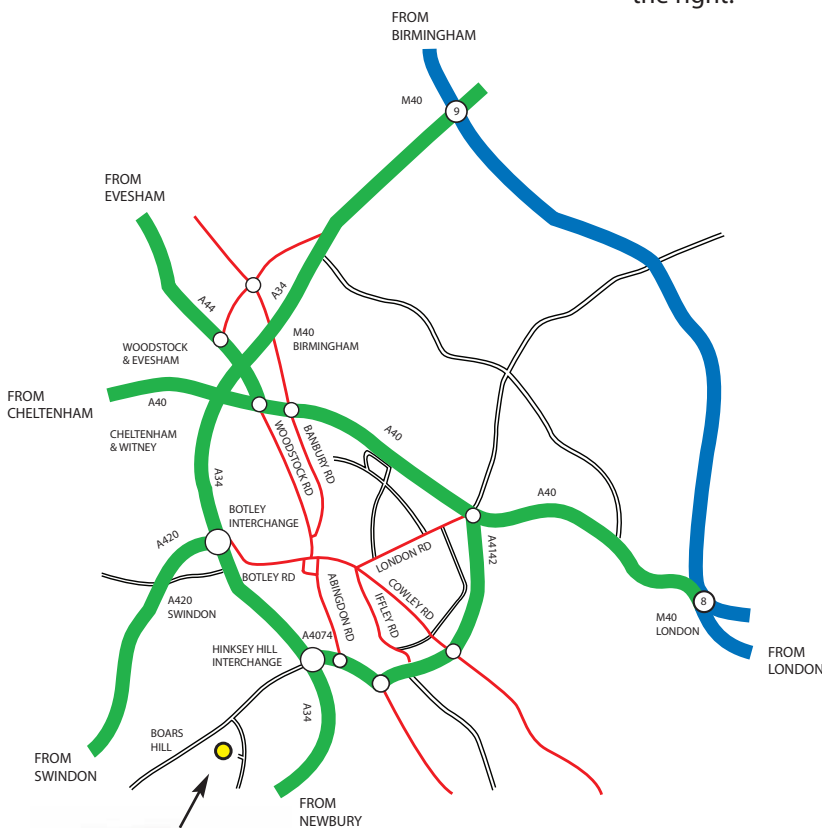 the right.
FROM
BIRMINGHAM
M40
9
FROM
EVESHAM
A44
A34
M40
BIRMINGHAM
WOODSTOCK
& EVESHAM
FROM
CHELTENHAM
A40
CHELTENHAM
& WITNEY
WOODSTOCK RD
BANBURY RD
A40
A34
BOTLEY
INTERCHANGE
A420
A40
A4142
LONDON RD
BOTLEY RD
ABINGDON RD
IFFLEY RD
COWLEY RD
A420
SWINDON
8
M40
LONDON
A4074
HINKSEY HILL
INTERCHANGE
FROM
LONDON
A34
BOARS
HILL
FROM
SWINDON
FROM
NEWBURY